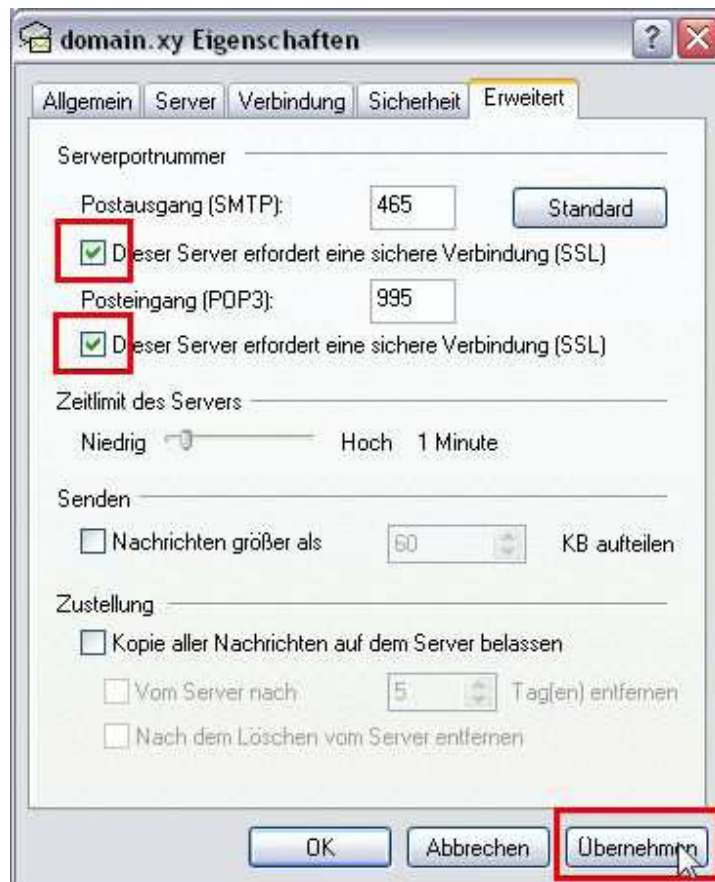 domain.xy Eigenschaften ?
Allgemein Server Verbindung Sicherheit Erweitert
Serverportnummer
Postausgang (SMTP): 465 Standard
Dieser Server erfordert eine sichere Verbindung (SSL)
Posteingang (POP3): 995
Dieser Server erfordert eine sichere Verbindung (SSL)
Zeitlimit des Servers
Niedrig Hoch 1 Minute
Senden
Nachrichten größer als 60 KB aufteilen
Zustellung
Kopie aller Nachrichten auf dem Server belassen
Vom Server nach 5 Tag(en) entfernen
Nach dem Löschen vom Server entfernen
OK Abbrechen Übernehmen